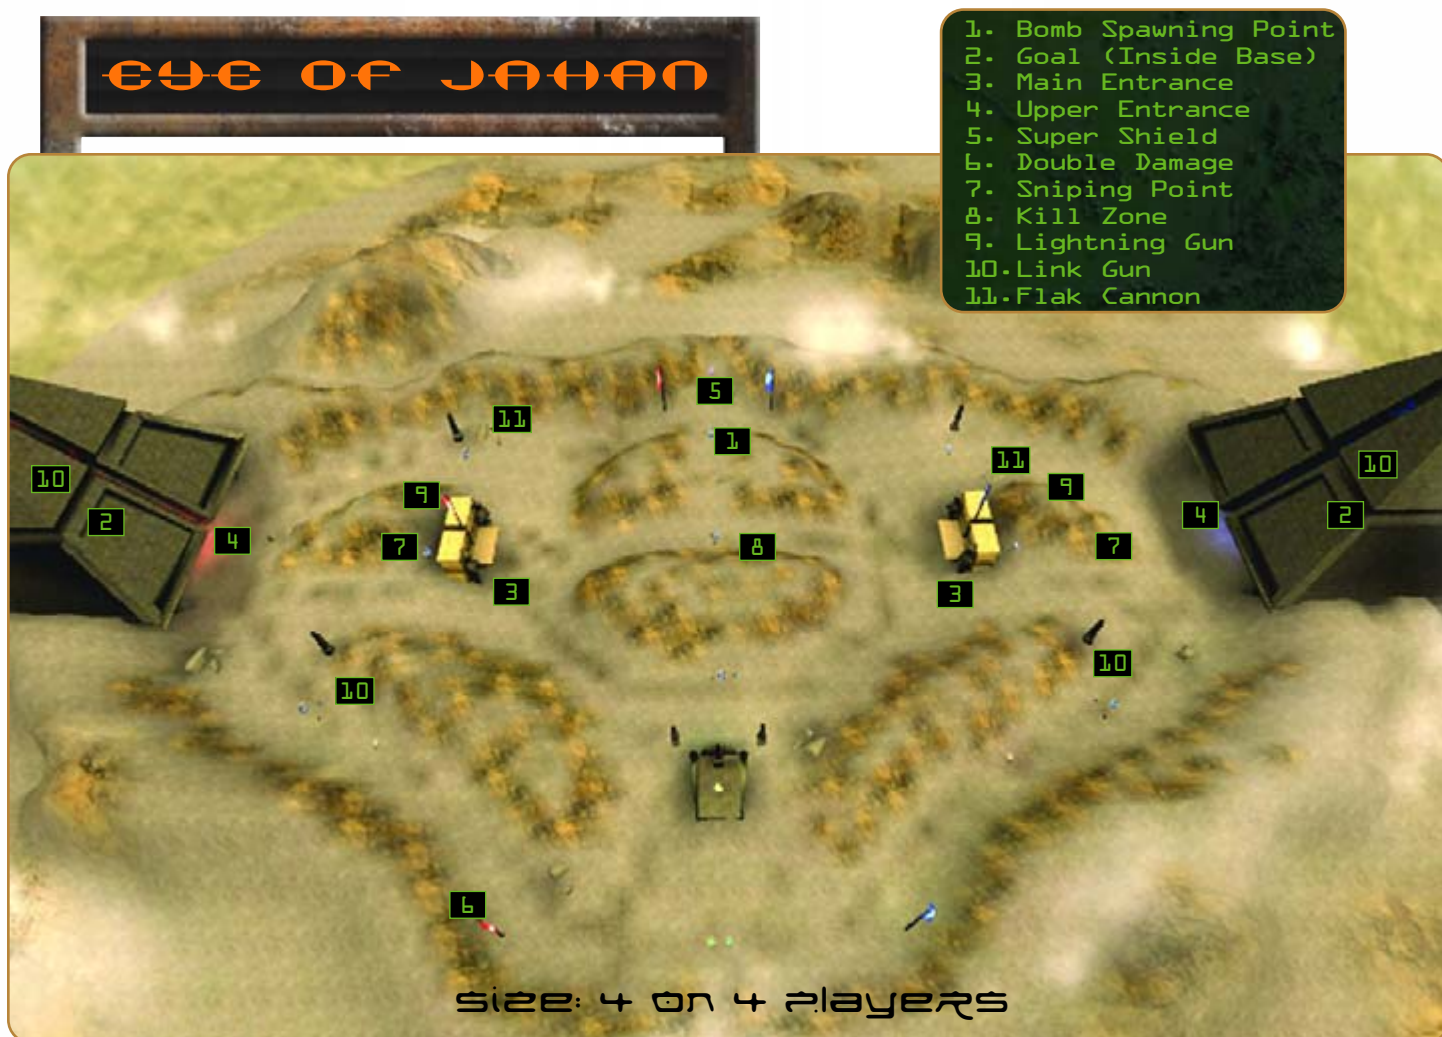 EYE OF JAHAN
1. Bomb Spawning Point
2. Goal (Inside Base)
3. Main Entrance
4. Upper Entrance
5. Super Shield
6. Double Damage
7. Sniping Point
8. Kill Zone
9. Lightning Gun
10. Link Gun
11. Flak Cannon
5
11
1
11
10
9
9
10
2
4
7
8
7
4
2
3
3
10
10
6
size: 4 on 4 players